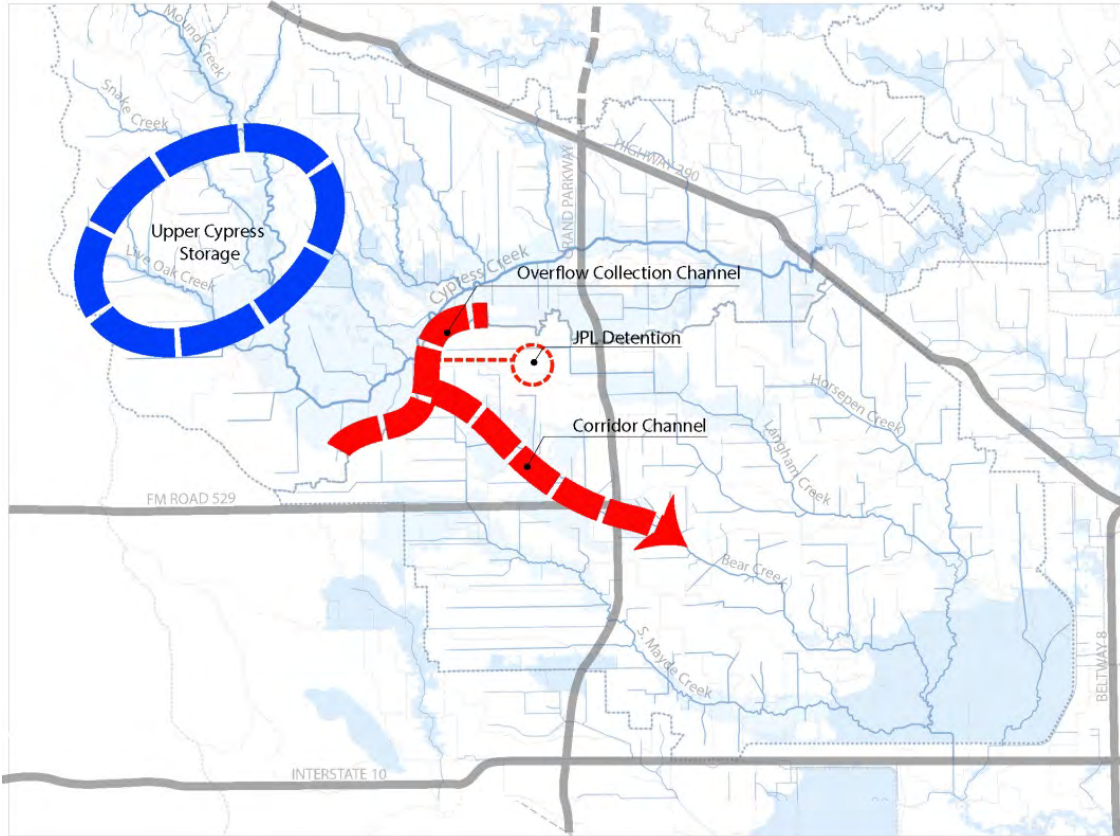 Mound Creek
Snake Creek
HIGHWAY 290
RAND PARKWAY
Upper Cypress
Storage
Live Oak Creek
Cypress Creek
Overflow Collection Channel
JPL Detention
Horsepen Creek
Langham Creek
Corridor Channel
FM ROAD 529
Bear Creek
S. Mayde Creek
BELTWAY 8
INTERSTATE 10